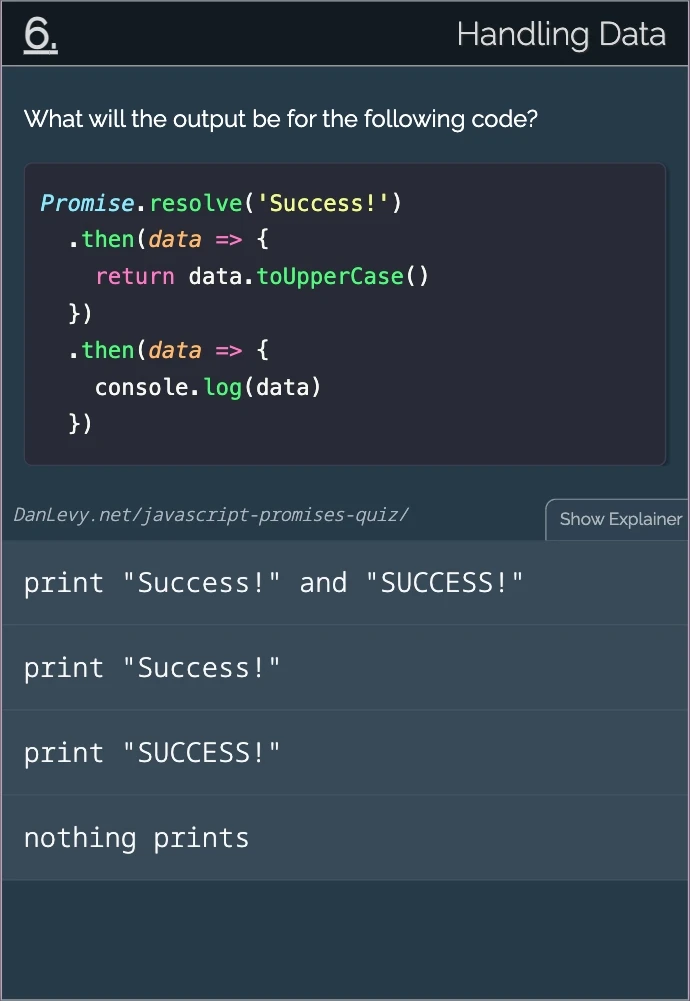 6.
Handling Data
What will the output be for the following code?
Promise.resolve('Success!')
  .then(data => {
    return data.toUpperCase()
  })
  .then(data => {
    console.log(data)
  })
DanLevy.net/javascript-promises-quiz/
Show Explainer
print "Success!" and "SUCCESS!"
print "Success!"
print "SUCCESS!"
nothing prints